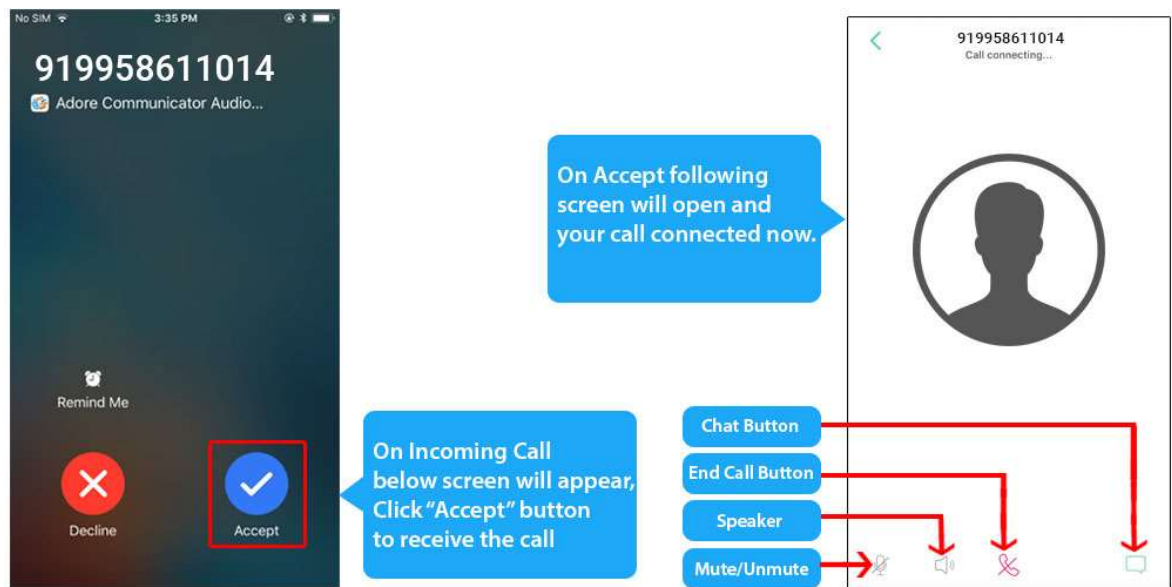 No SIM 3:35 PM
919958611014
Adore Communicator Audio...
Remind Me
Decline
Accept
On Incoming Call
below screen will appear,
Click "Accept" button
to receive the call
On Accept following
screen will open and
your call connected now.
919958611014
Call connecting...
Chat Button
End Call Button
Speaker
Mute/Unmute